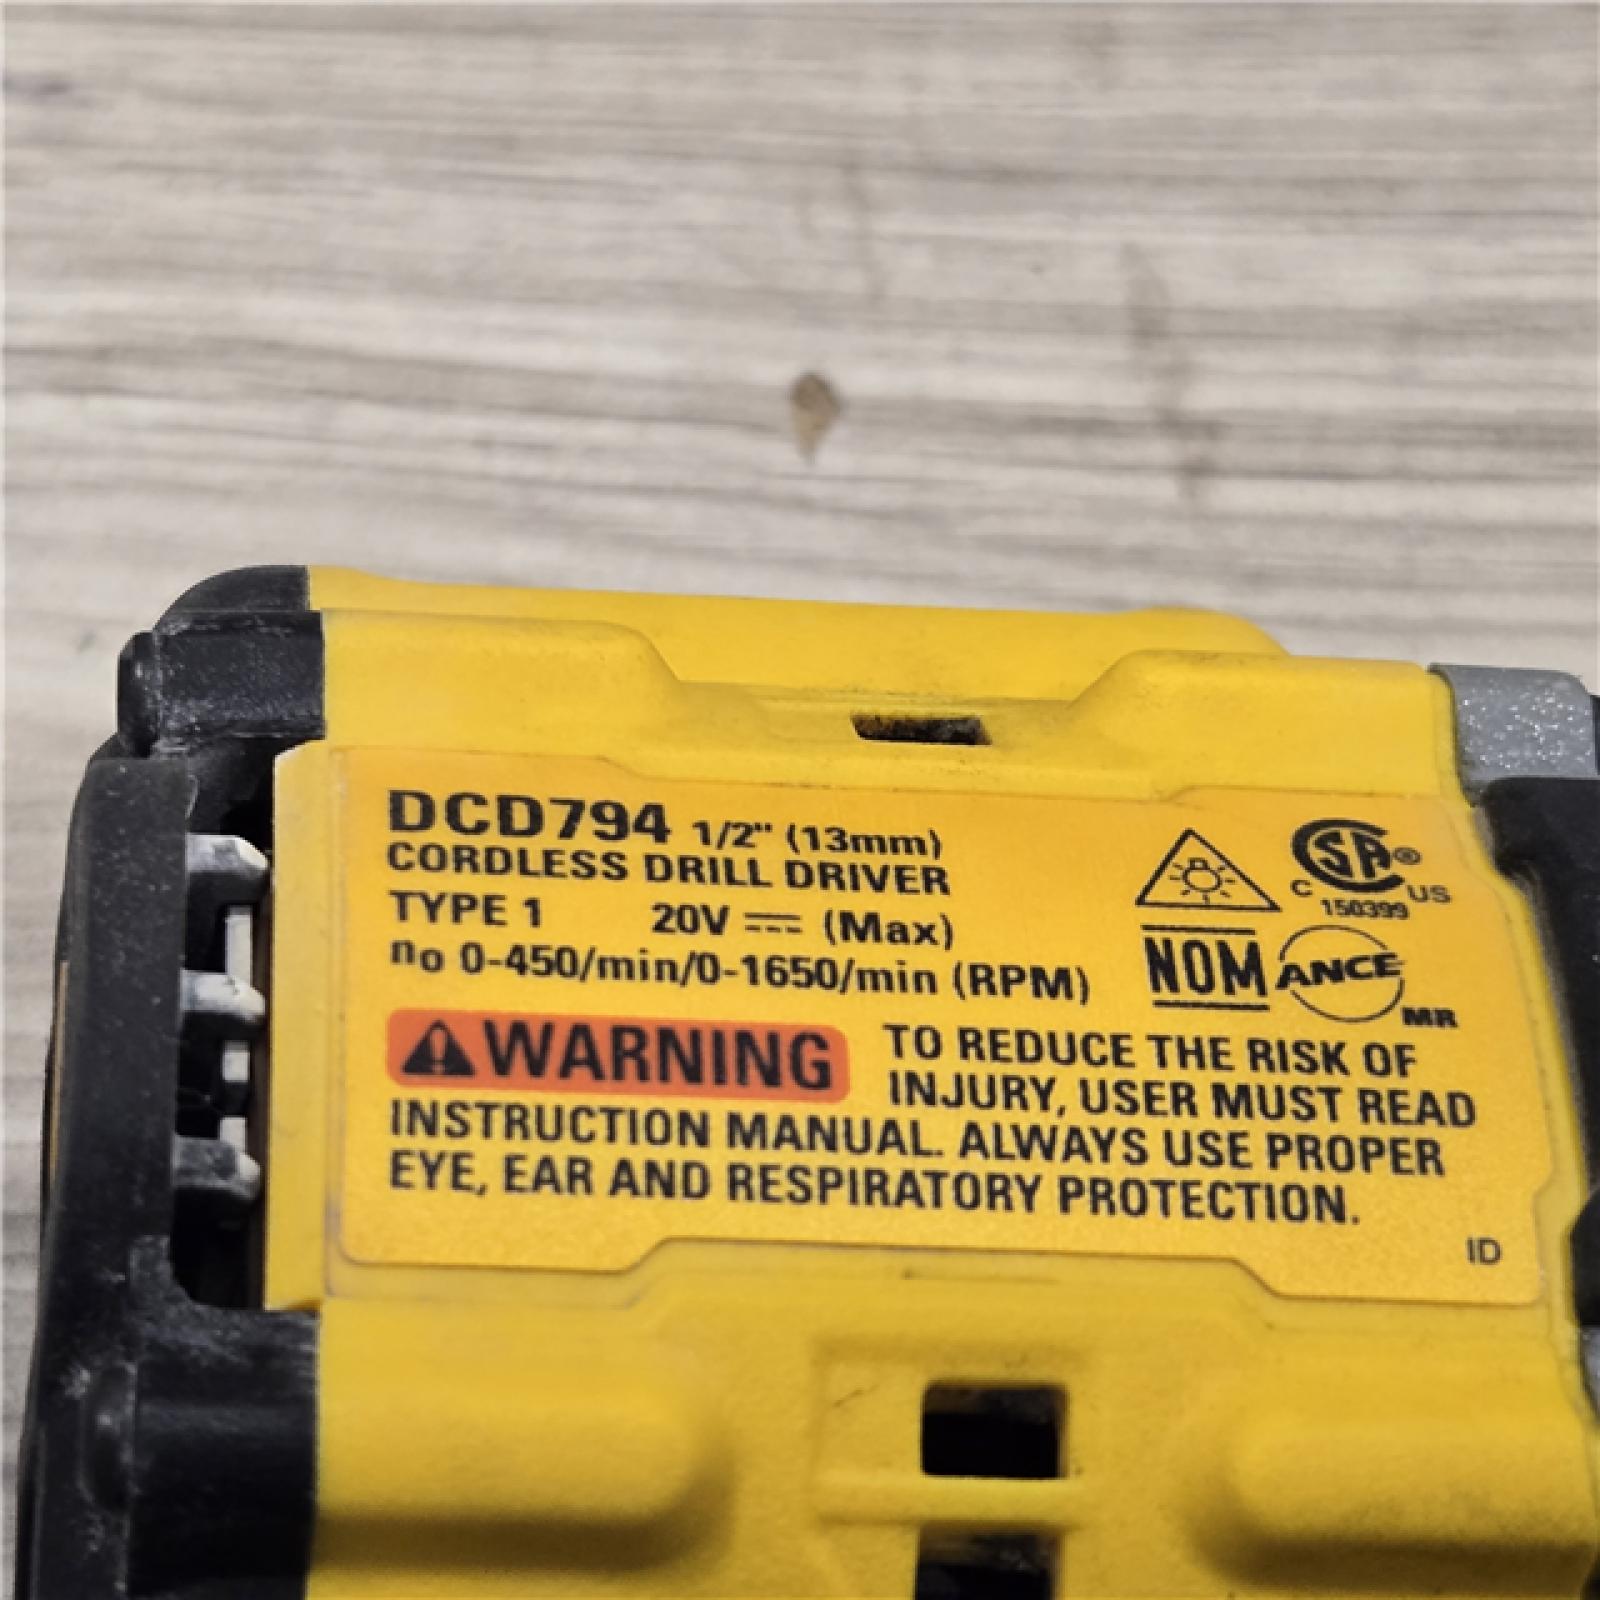 DCD794 1/2" (13mm)
CORDLESS DRILL DRIVER
TYPE 1 20V ⎓ (Max)
no 0-450/min/0-1650/min (RPM)
C SA ® US
150399
NOM ANCE MR
WARNING TO REDUCE THE RISK OF
INJURY, USER MUST READ
INSTRUCTION MANUAL. ALWAYS USE PROPER
EYE, EAR AND RESPIRATORY PROTECTION.
ID